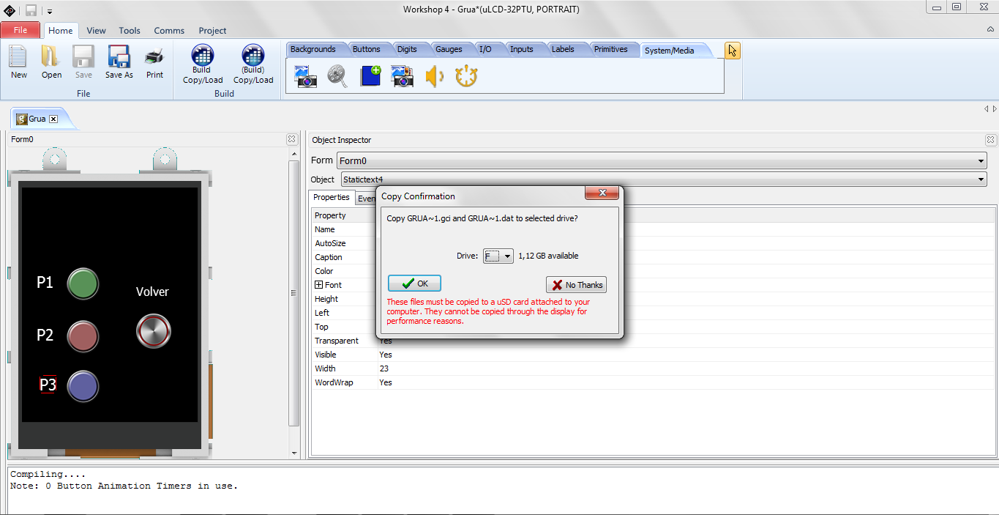 Workshop 4 - Grua*(uLCD-32PTU, PORTRAIT)
File Home View Tools Comms Project
New Open Save Save As Print
File
Build Copy/Load
(Build) Copy/Load
Build
Backgrounds Buttons Digits Gauges I/O Inputs Labels Primitives System/Media
Grua
Form0
P1
P2
P3
Volver
Object Inspector
Form Form0
Object Statictext4
Properties Even
Property
Name
AutoSize
Caption
Color
Font
Height
Left
Top
Transparent Yes
Visible Yes
Width 23
WordWrap Yes
Copy Confirmation
Copy GRUA~1.gci and GRUA~1.dat to selected drive?
Drive: F 1,12 GB available
OK No Thanks
These files must be copied to a uSD card attached to your
computer. They cannot be copied through the display for
performance reasons.
Compiling....
Note: 0 Button Animation Timers in use.